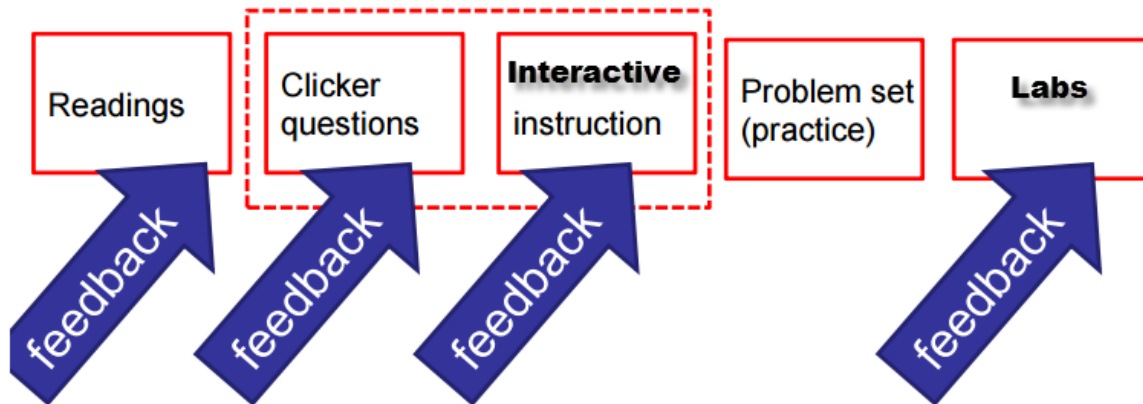 Readings
Clicker
questions
Interactive
instruction
Problem set
(practice)
Labs
feedback
feedback
feedback
feedback